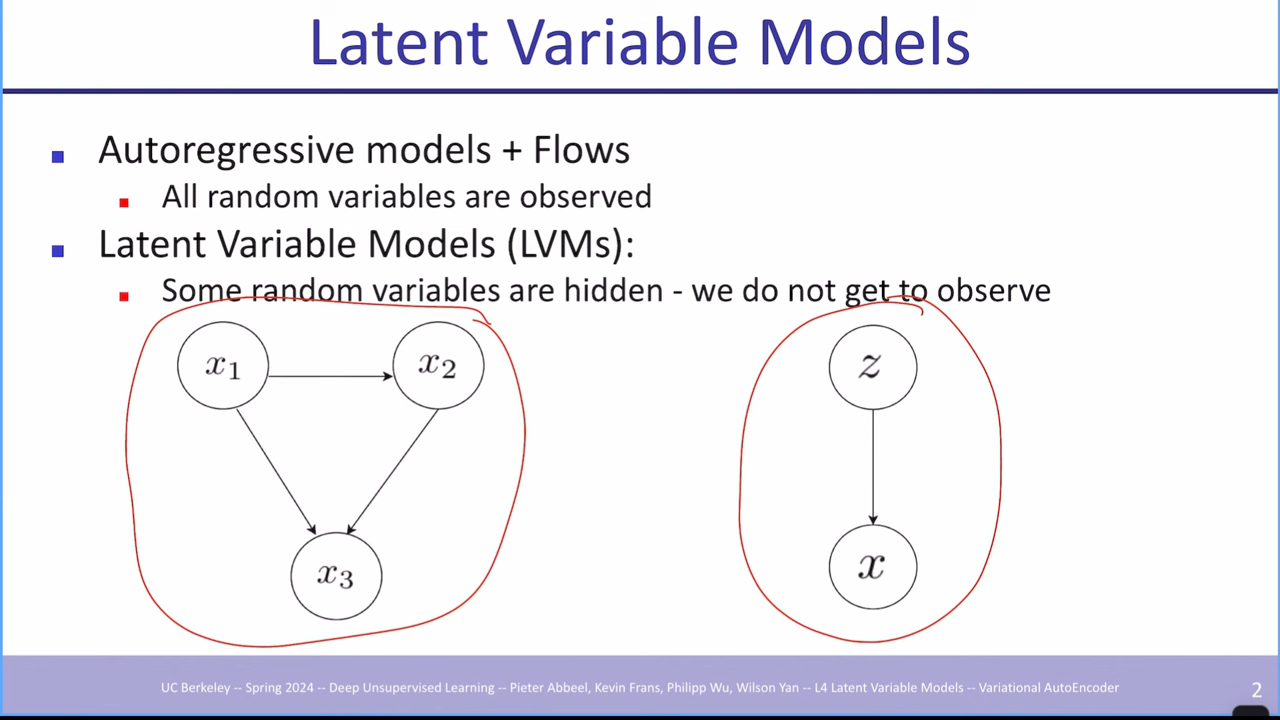 Latent Variable Models
Autoregressive models + Flows
All random variables are observed
Latent Variable Models (LVMs):
Some random variables are hidden - we do not get to observe
x₁
x₂
z
x
x₃
UC Berkeley -- Spring 2024 -- Deep Unsupervised Learning -- Pieter Abbeel, Kevin Frans, Philipp Wu, Wilson Yan -- L4 Latent Variable Models -- Variational AutoEncoder
2